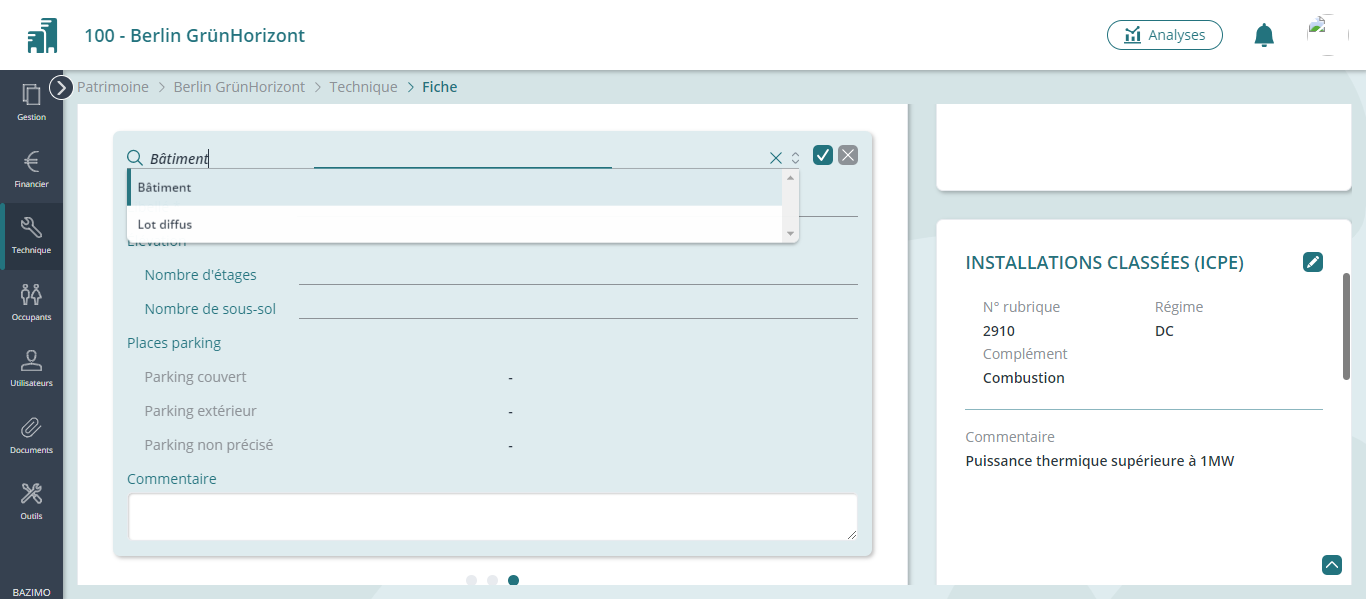 100 - Berlin GrünHorizont
Analyses
Patrimoine > Berlin GrünHorizont > Technique > Fiche
Gestion
Financier
Technique
Occupants
Utilisateurs
Documents
Outils
BAZIMO
Bâtiment
Bâtiment
Lot diffus
Elévation
Nombre d'étages
Nombre de sous-sol
Places parking
Parking couvert -
Parking extérieur -
Parking non précisé -
Commentaire
INSTALLATIONS CLASSÉES (ICPE)
N° rubrique Régime
2910 DC
Complément
Combustion
Commentaire
Puissance thermique supérieure à 1MW